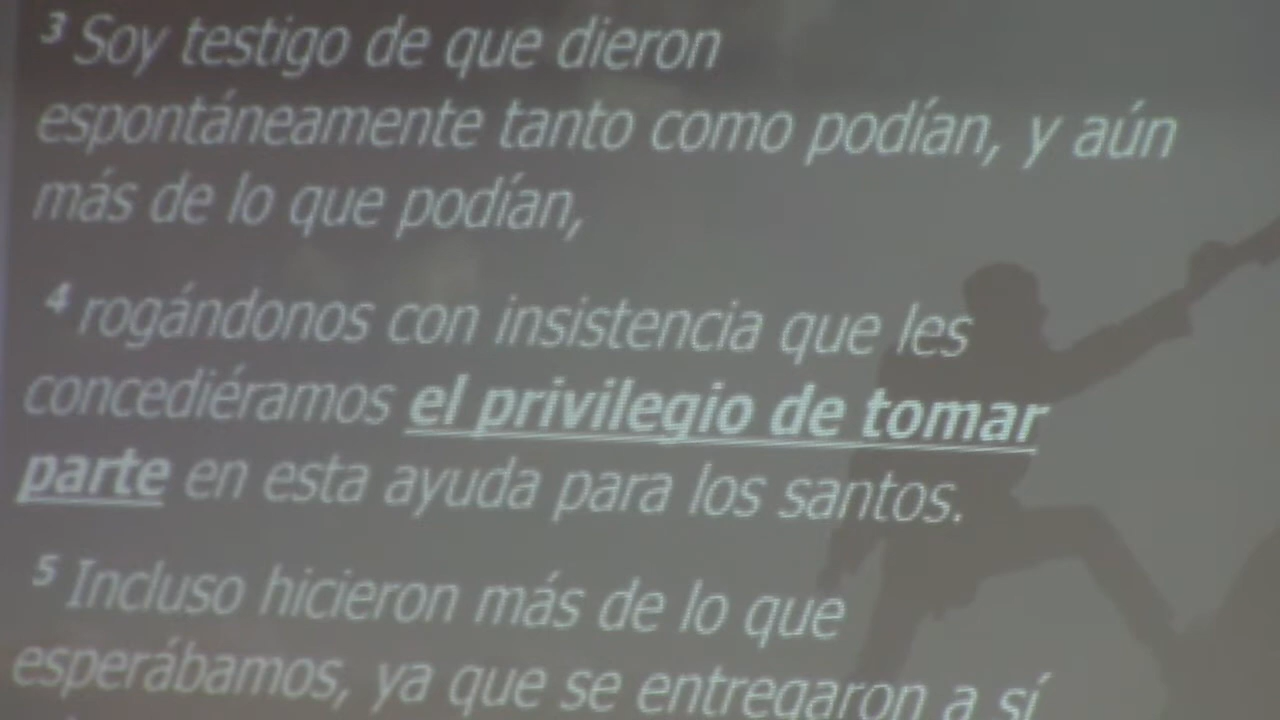 3 Soy testigo de que dieron
espontáneamente tanto como podían, y aún
más de lo que podían,
4 rogándonos con insistencia que les
concediéramos el privilegio de tomar
parte en esta ayuda para los santos.
5 Incluso hicieron más de lo que
esperábamos, ya que se entregaron a sí